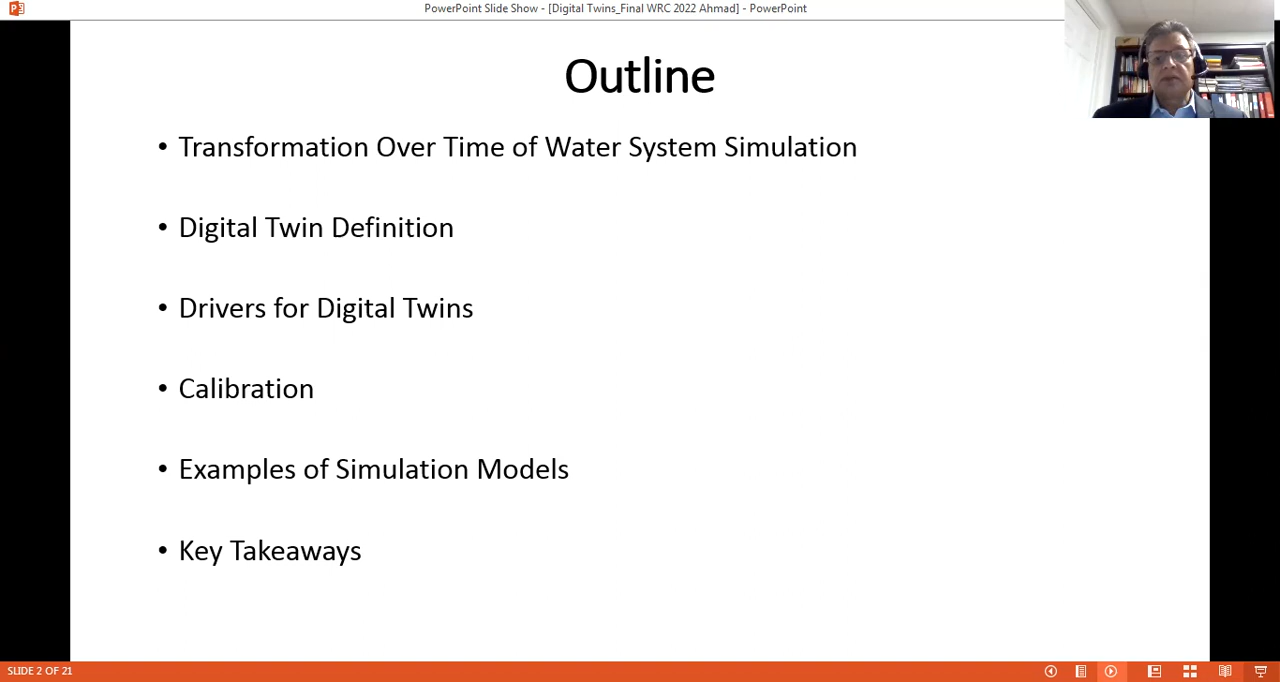 PowerPoint Slide Show - [Digital Twins_Final WRC 2022 Ahmad] - PowerPoint
Outline
• Transformation Over Time of Water System Simulation
• Digital Twin Definition
• Drivers for Digital Twins
• Calibration
• Examples of Simulation Models
• Key Takeaways
SLIDE 2 OF 21